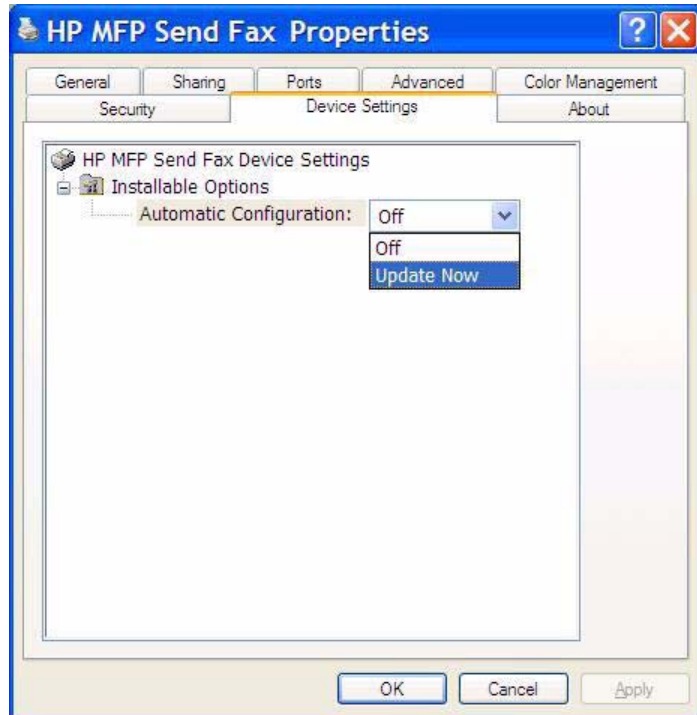 HP MFP Send Fax Properties ?
General Sharing Ports Advanced Color Management
Security Device Settings About
HP MFP Send Fax Device Settings
Installable Options
Automatic Configuration: Off
Off
Update Now
OK Cancel Apply